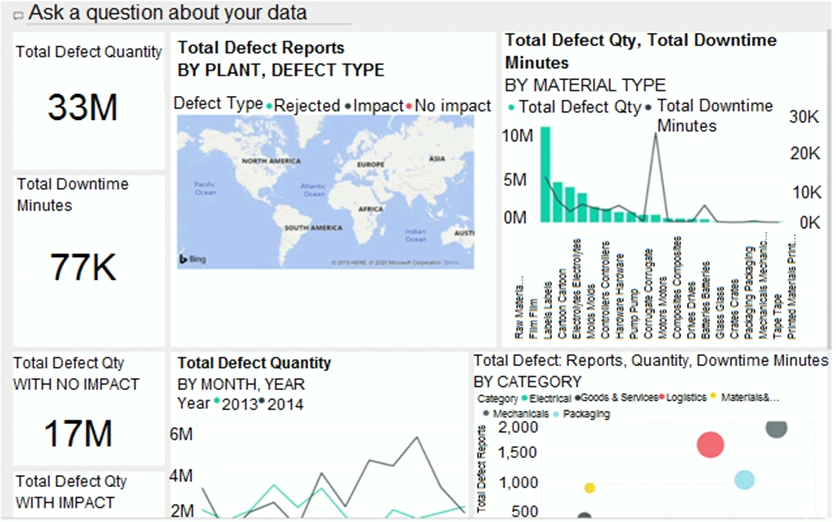 Ask a question about your data
Total Defect Quantity
33M
Total Downtime
Minutes
77K
Total Defect Qty
WITH NO IMPACT
17M
Total Defect Qty
WITH IMPACT
Total Defect Reports
BY PLANT, DEFECT TYPE
Defect Type Rejected Impact No impact
NORTH AMERICA
EUROPE
ASIA
Pacific
Ocean
Atlantic
Ocean
AFRICA
SOUTH AMERICA
Indian
Ocean
AUSTI
Bing
© 2019 HERE, © 2020 Microsoft Corporation Terms
Total Defect Qty, Total Downtime
Minutes
BY MATERIAL TYPE
Total Defect Qty Total Downtime
Minutes
10M
5M
0M
30K
20K
10K
0K
Raw Materia...
Film Film
Labels Labels
Cartoon Cartoon
Electrolytes Electrolytes
Molds Molds
Controllers Controllers
Hardware Hardware
Pump Pump
Corrugate Corrugate
Motors Motors
Composites Composites
Drives Drives
Batteries Batteries
Glass Glass
Crates Crates
Packaging Packaging
Mechanicals Mechanic...
Tape Tape
Printed Materials Print...
Total Defect Quantity
BY MONTH, YEAR
Year 2013 2014
6M
4M
2M
Total Defect: Reports, Quantity, Downtime Minutes
BY CATEGORY
Category Electrical Goods & Services Logistics Materials&...
Mechanicals Packaging
Total Defect Reports
2,000
1,500
1,000
500